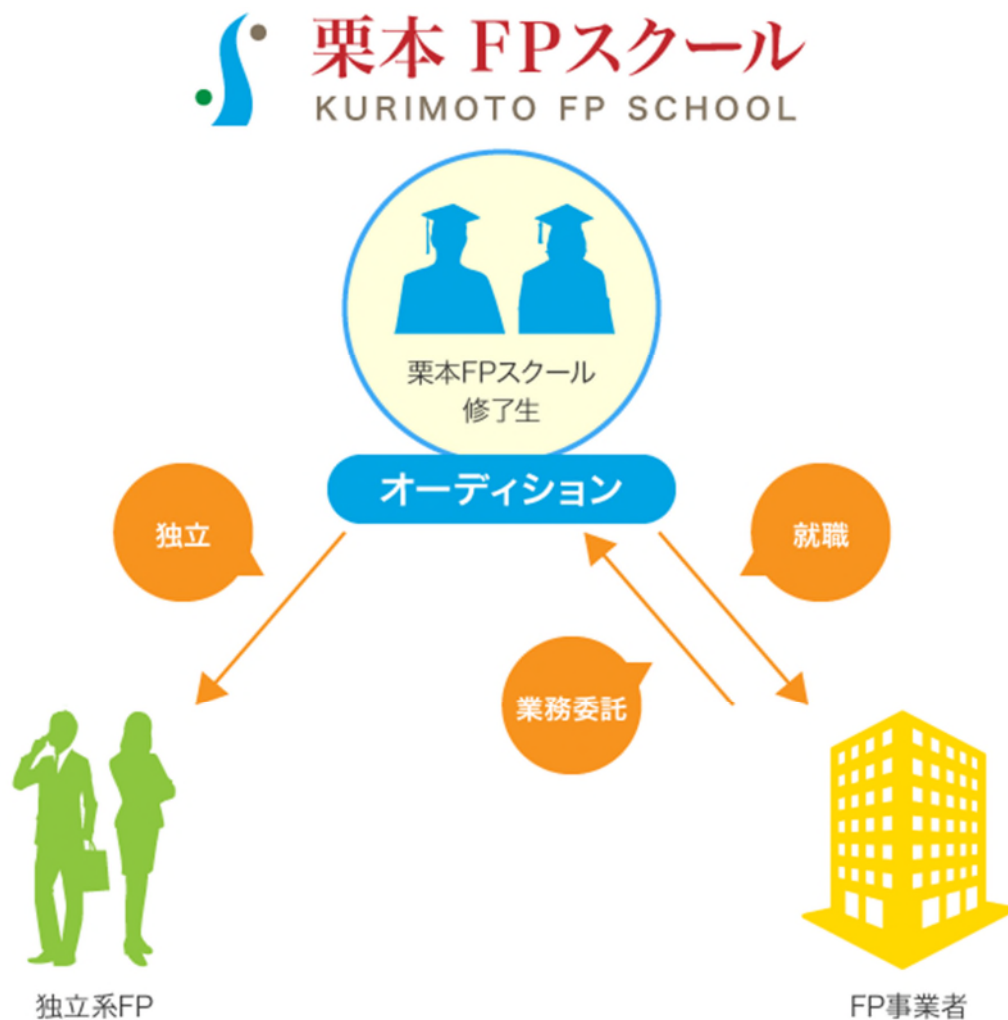 栗本 FPスクール
KURIMOTO FP SCHOOL
栗本FPスクール
修了生
オーディション
独立
就職
業務委託
独立系FP
FP事業者